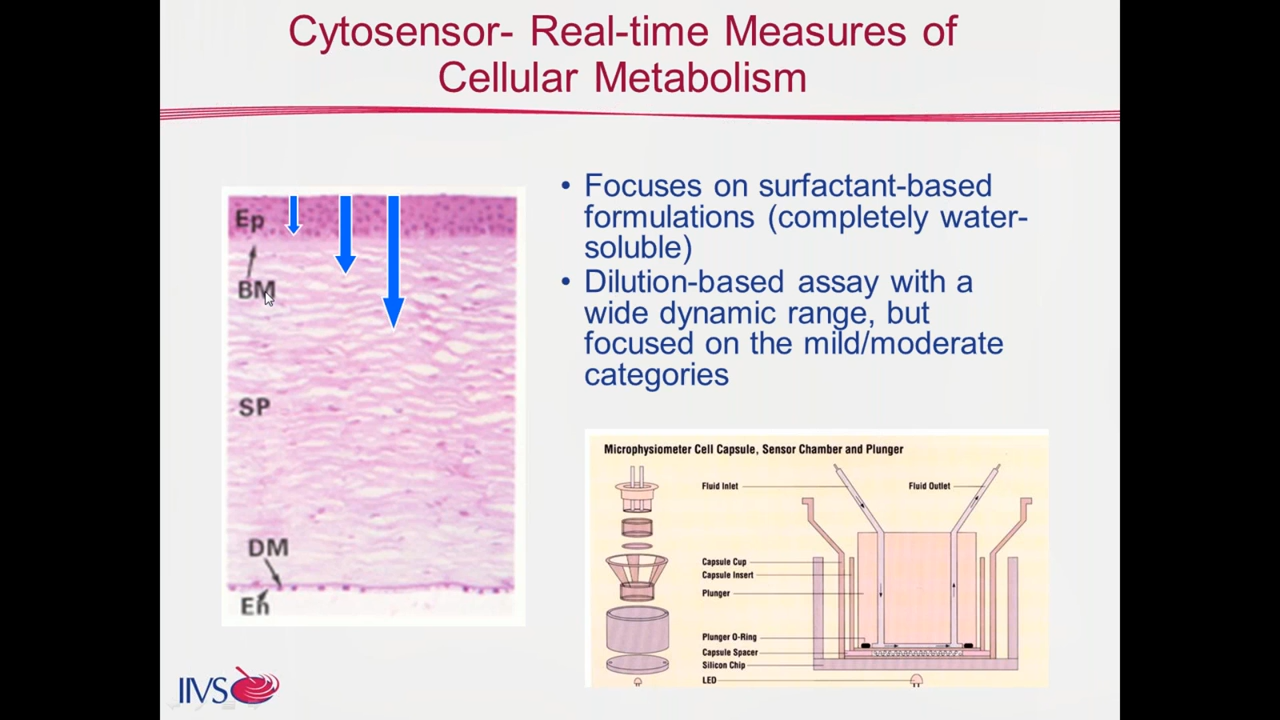 Cytosensor- Real-time Measures of
Cellular Metabolism
Ep
BM
SP
DM
En
• Focuses on surfactant-based
formulations (completely water-
soluble)
• Dilution-based assay with a
wide dynamic range, but
focused on the mild/moderate
categories
Microphysiometer Cell Capsule, Sensor Chamber and Plunger
Fluid Inlet
Fluid Outlet
Capsule Cup
Capsule Insert
Plunger
Plunger O-Ring
Capsule Spacer
Silicon Chip
LED
IIVS